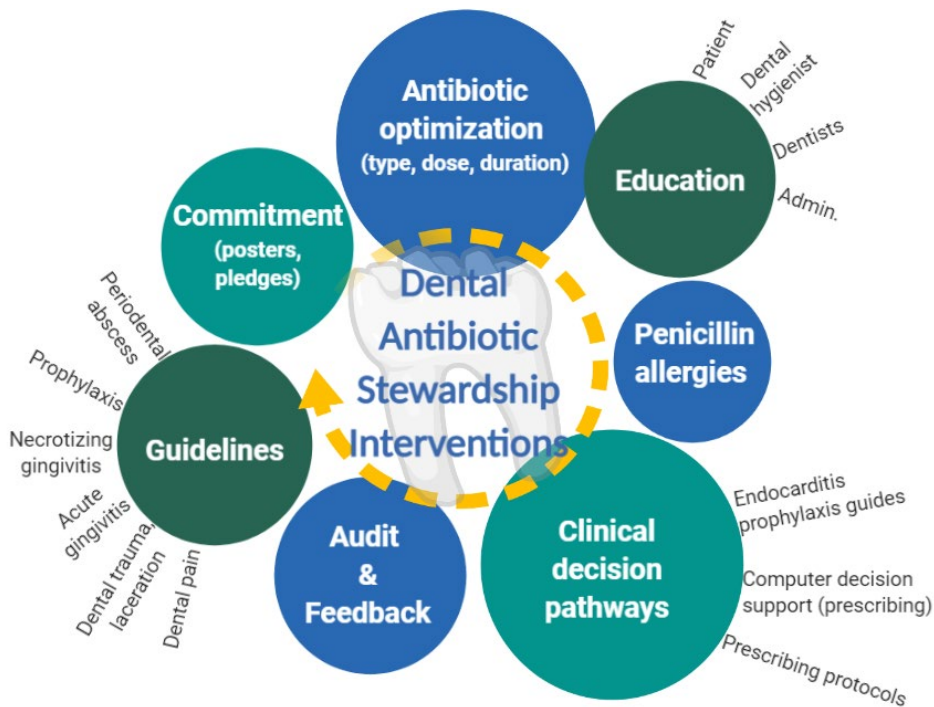 Antibiotic
optimization
(type, dose, duration)
Patient
Dental
hygienist
Dentists
Admin.
Education
Commitment
(posters,
pledges)
Dental
Antibiotic
Stewardship
Interventions
Penicillin
allergies
Periodental
abscess
Prophylaxis
Necrotizing
gingivitis
Acute
gingivitis
Dental trauma,
laceration
Dental pain
Guidelines
Audit
&
Feedback
Clinical
decision
pathways
Endocarditis
prophylaxis guides
Computer decision
support (prescribing)
Prescribing protocols